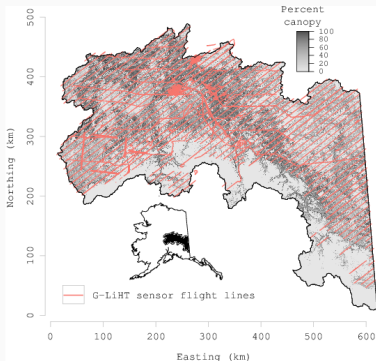 Percent
canopy
100
80
60
40
20
0
Northing (km)
500
400
300
200
100
0
G-LiHT sensor flight lines
0 100 200 300 400 500 600
Easting (km)